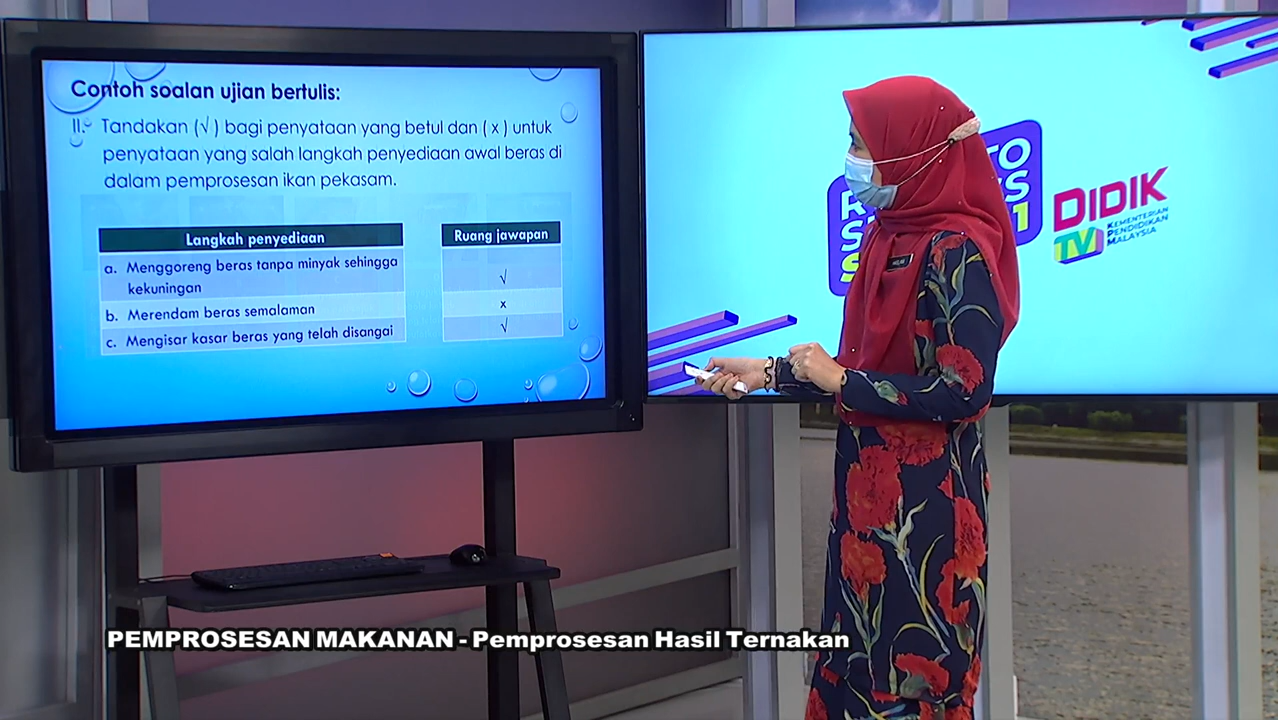 Contoh soalan ujian bertulis:
II. Tandakan (√ ) bagi penyataan yang betul dan ( x ) untuk
penyataan yang salah langkah penyediaan awal beras di
dalam pemprosesan ikan pekasam.
Langkah penyediaan
Ruang jawapan
a. Menggoreng beras tanpa minyak sehingga
kekuningan
√
b. Merendam beras semalaman
x
c. Mengisar kasar beras yang telah disangai
√
DIDIK
TV
KEMENTERIAN
PENDIDIKAN
MALAYSIA
PEMPROSESAN MAKANAN - Pemprosesan Hasil Ternakan